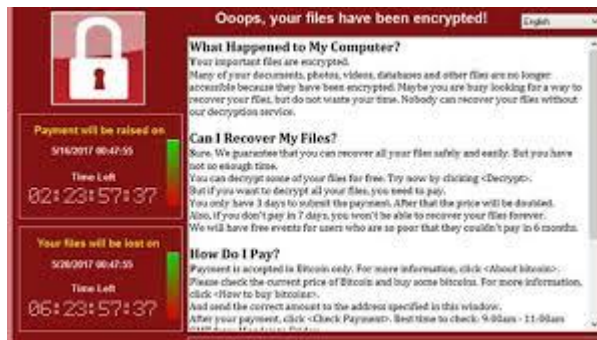 Ooops, your files have been encrypted!
English
What Happened to My Computer?
Your important files are encrypted.
Many of your documents, photos, videos, databases and other files are no longer
accessible because they have been encrypted. Maybe you are busy looking for a way to
recover your files, but do not waste your time. Nobody can recover your files without
our decryption service.
Can I Recover My Files?
Sure. We guarantee that you can recover all your files safely and easily. But you have
not so enough time.
You can decrypt some of your files for free. Try now by clicking <Decrypt>.
But if you want to decrypt all your files, you need to pay.
You only have 3 days to submit the payment. After that the price will be doubled.
Also, if you don't pay in 7 days, you won't be able to recover your files forever.
We will have free events for users who are so poor that they couldn't pay in 6 months.
How Do I Pay?
Payment is accepted in Bitcoin only. For more information, click <About bitcoin>.
Please check the current price of Bitcoin and buy some bitcoins. For more information,
click <How to buy bitcoins>.
And send the correct amount to the address specified in this window.
After your payment, click <Check Payment>. Best time to check: 9:00am - 11:00am
Payment will be raised on
5/16/2017 00:47:55
Time Left
02:23:57:37
Your files will be lost on
5/20/2017 00:47:55
Time Left
06:23:57:37